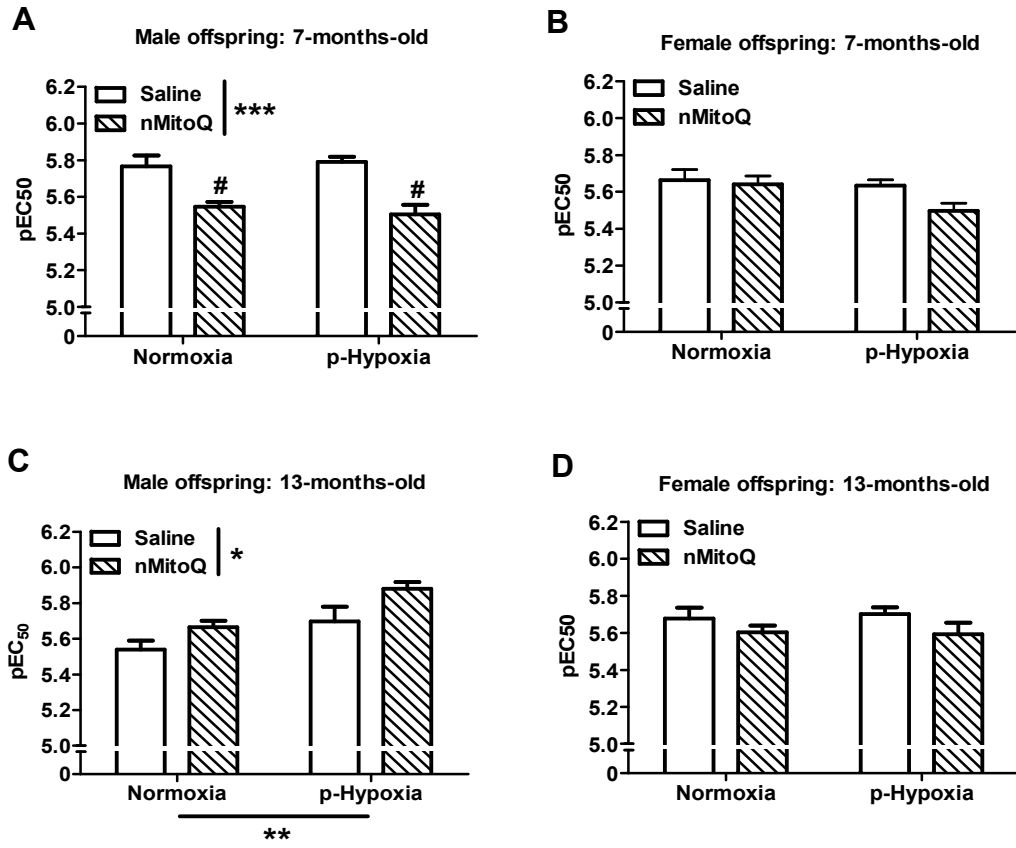 A
Male offspring: 7-months-old
6.2
6.0
5.8
5.6
5.4
5.2
5.0
0
pEC50
Saline
nMitoQ
***
#
#
Normoxia
p-Hypoxia
B
Female offspring: 7-months-old
6.2
6.0
5.8
5.6
5.4
5.2
5.0
0
pEC50
Saline
nMitoQ
Normoxia
p-Hypoxia
C
Male offspring: 13-months-old
6.2
6.0
5.8
5.6
5.4
5.2
5.0
0
pEC50
Saline
nMitoQ
*
Normoxia
p-Hypoxia
**
D
Female offspring: 13-months-old
6.2
6.0
5.8
5.6
5.4
5.2
5.0
0
pEC50
Saline
nMitoQ
Normoxia
p-Hypoxia